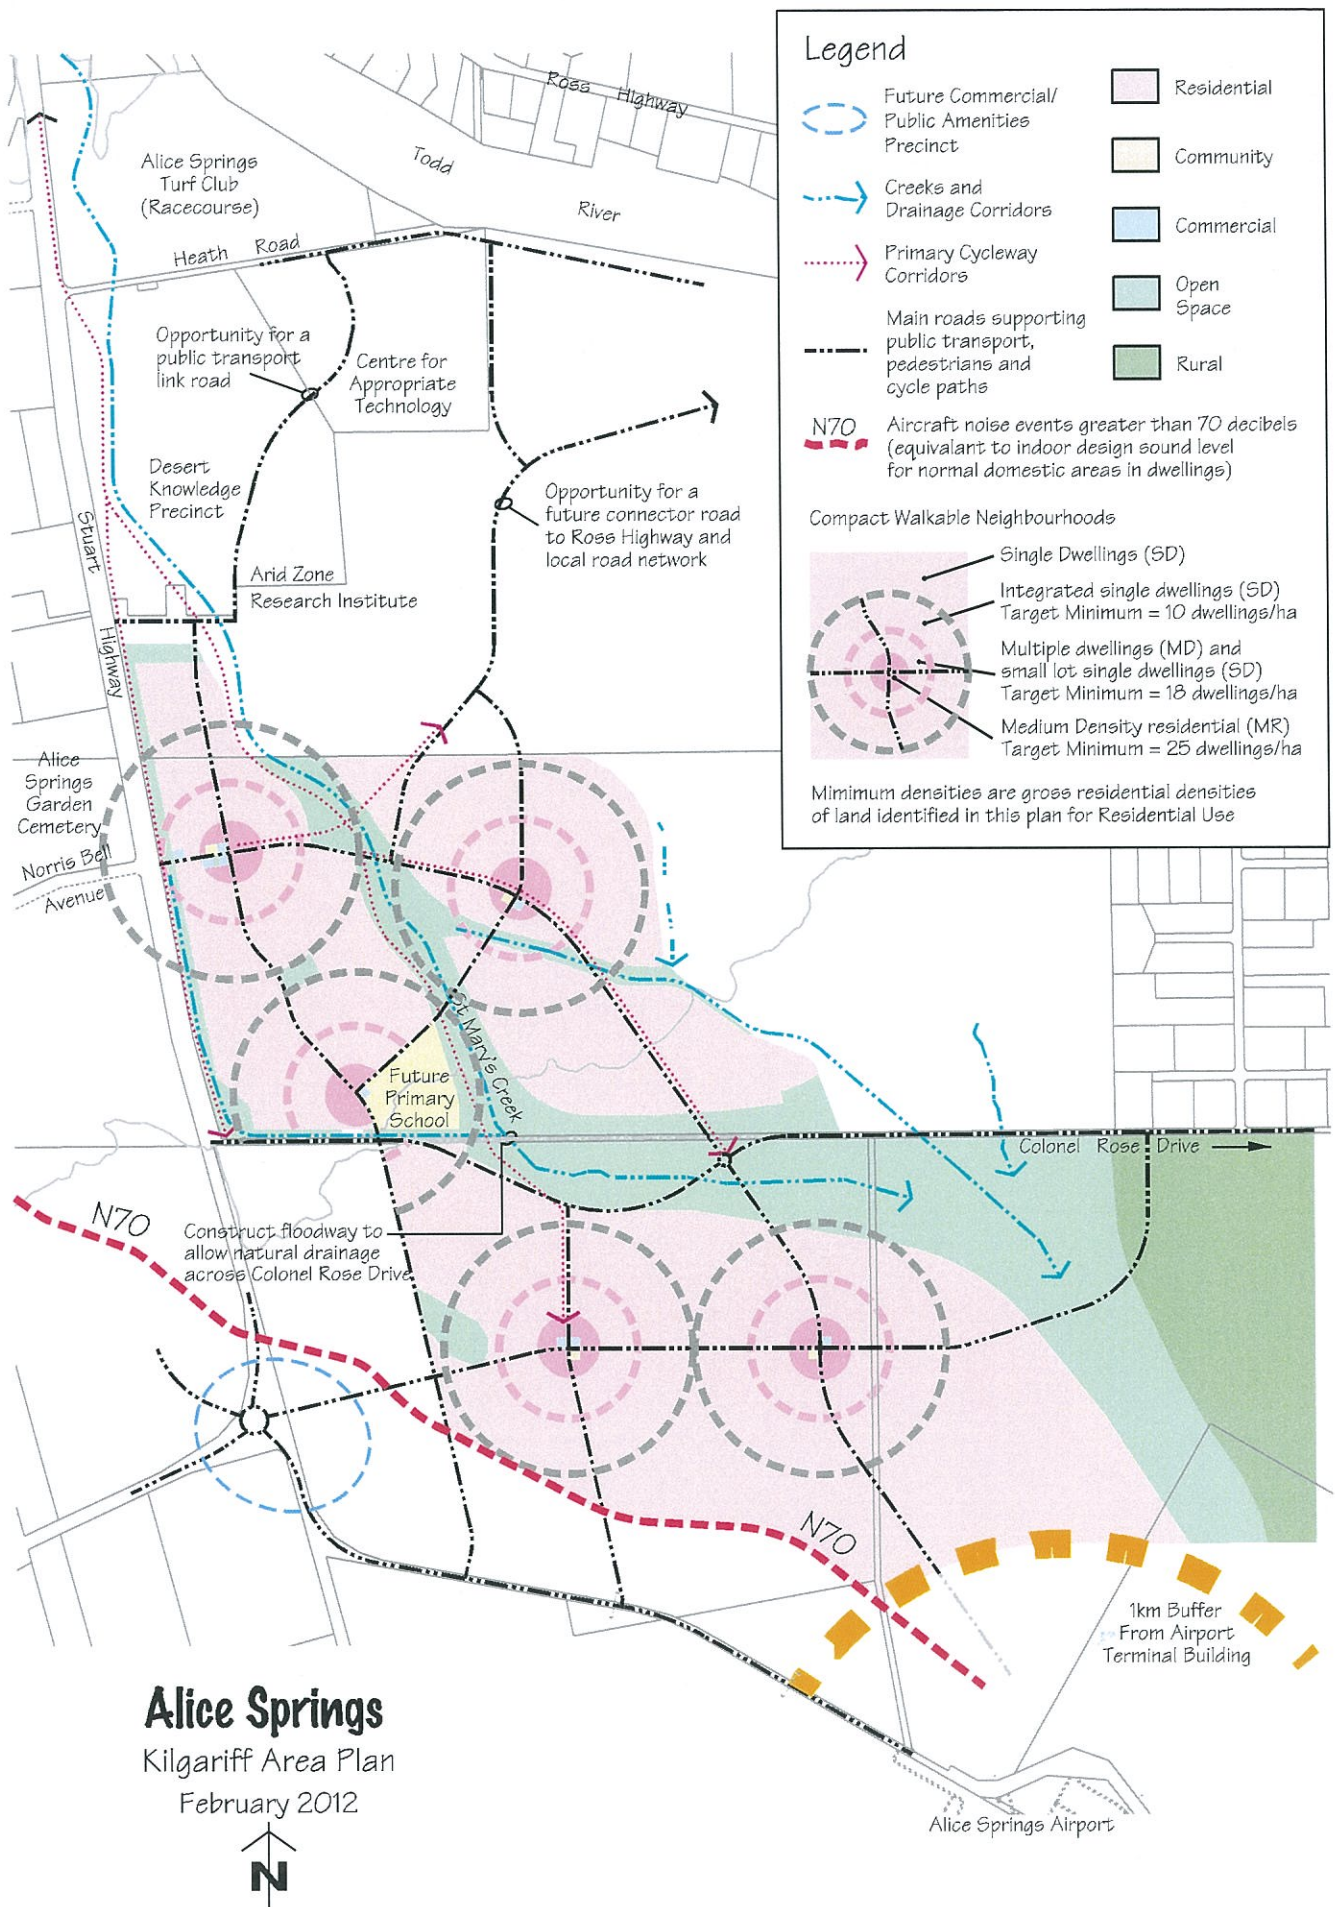 Legend
Future Commercial/
Public Amenities
Precinct
Creeks and
Drainage Corridors
Primary Cycleway
Corridors
Main roads supporting
public transport,
pedestrians and
cycle paths
Residential
Community
Commercial
Open
Space
Rural
N70
Aircraft noise events greater than 70 decibels
(equivalant to indoor design sound level
for normal domestic areas in dwellings)
Compact Walkable Neighbourhoods
Single Dwellings (SD)
Integrated single dwellings (SD)
Target Minimum = 10 dwellings/ha
Multiple dwellings (MD) and
small lot single dwellings (SD)
Target Minimum = 18 dwellings/ha
Medium Density residential (MR)
Target Minimum = 25 dwellings/ha
Mimimum densities are gross residential densities
of land identified in this plan for Residential Use
Ross Highway
Todd
River
Alice Springs
Turf Club
(Racecourse)
Heath Road
Opportunity for a
public transport
link road
Centre for
Appropriate
Technology
Desert
Knowledge
Precinct
Opportunity for a
future connector road
to Ross Highway and
local road network
Stuart
Highway
Arid Zone
Research Institute
Alice
Springs
Garden
Cemetery
Norris Bell
Avenue
St Mary's Creek
Future
Primary
School
Colonel Rose Drive
N70
Construct floodway to
allow natural drainage
across Colonel Rose Drive
N70
1km Buffer
From Airport
Terminal Building
Alice Springs
Kilgariff Area Plan
February 2012
N
Alice Springs Airport